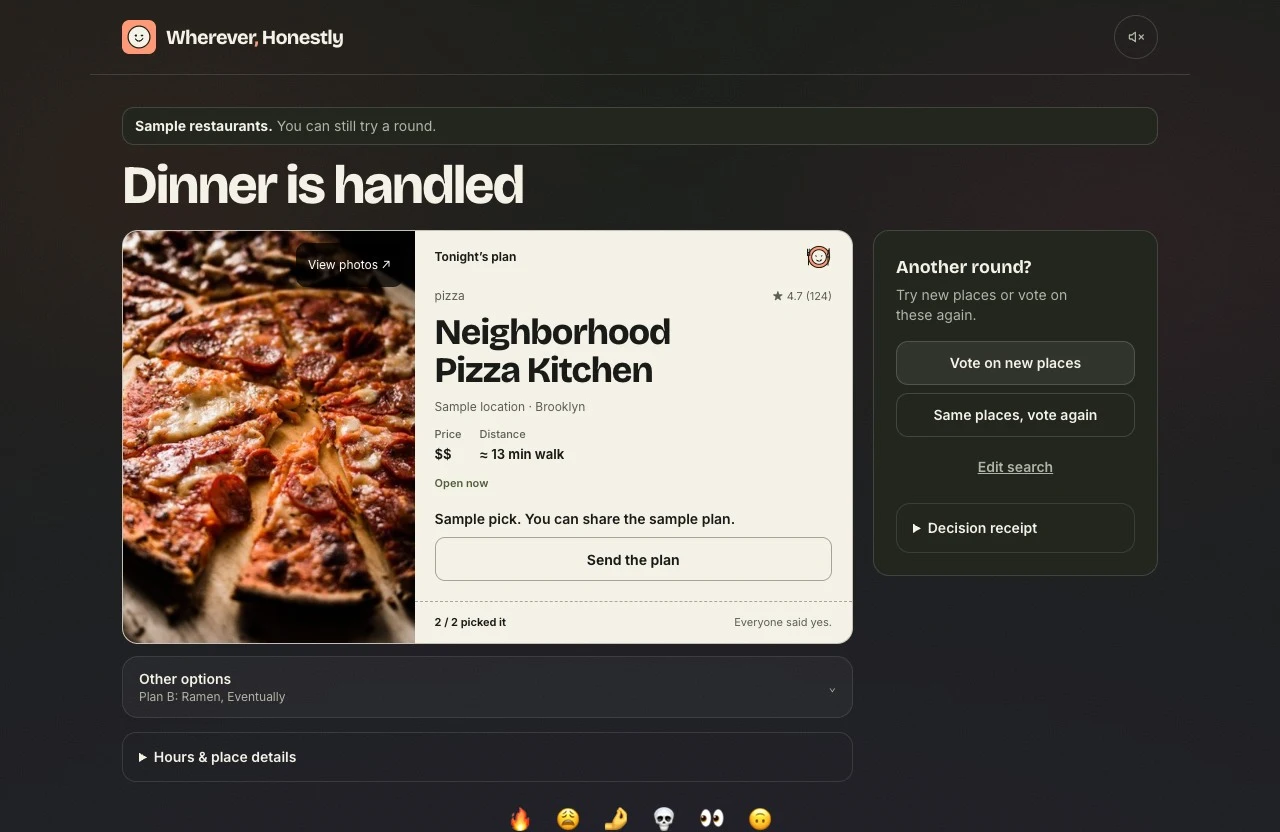 Wherever, Honestly
Sample restaurants. You can still try a round.
Dinner is handled
View photos ↗
Tonight’s plan
pizza
★ 4.7 (124)
Neighborhood
Pizza Kitchen
Sample location · Brooklyn
Price
Distance
$$
≈ 13 min walk
Open now
Sample pick. You can share the sample plan.
Send the plan
2 / 2 picked it
Everyone said yes.
Another round?
Try new places or vote on
these again.
Vote on new places
Same places, vote again
Edit search
Decision receipt
Other options
Plan B: Ramen, Eventually
Hours & place details